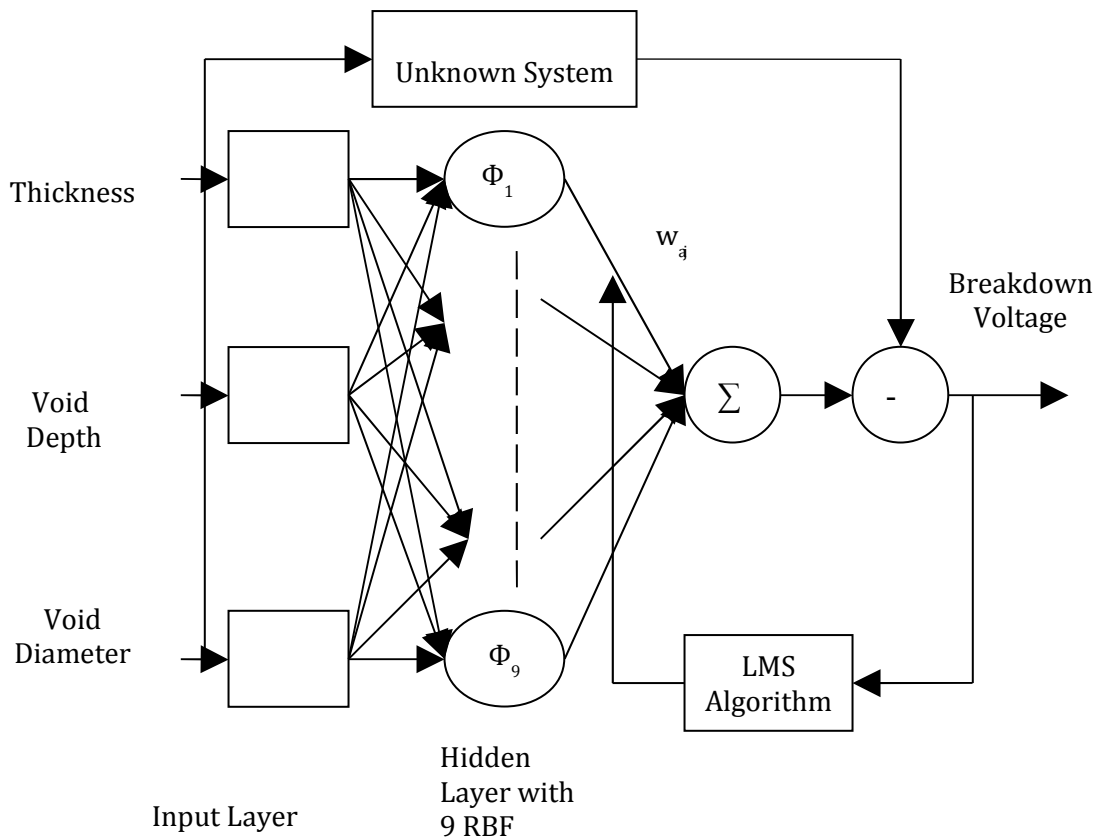 Unknown System
Thickness
Φ1
waj
Breakdown
Voltage
Void
Depth
Σ
-
Void
Diameter
Φ9
LMS
Algorithm
Hidden
Layer with
9 RBF
Input Layer